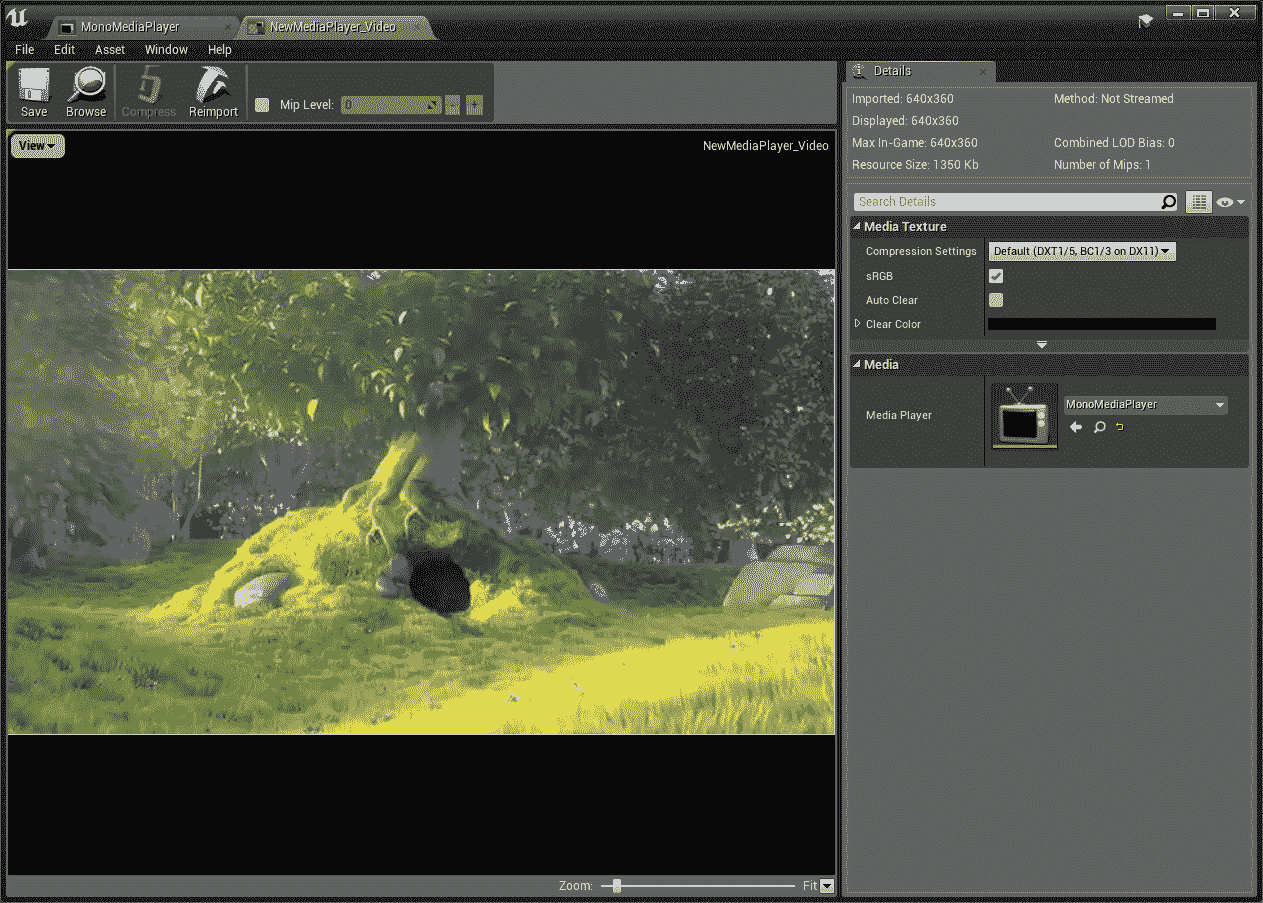 MonoMediaPlayer
NewMediaPlayer_Video
File Edit Asset Window Help
Save Browse Compress Reimport Mip Level: 0
View
NewMediaPlayer_Video
Zoom: Fit
Details
Imported: 640x360 Method: Not Streamed
Displayed: 640x360
Max In-Game: 640x360 Combined LOD Bias: 0
Resource Size: 1350 Kb Number of Mips: 1
Search Details
Media Texture
Compression Settings Default (DXT1/5, BC1/3 on DX11)
sRGB
Auto Clear
Clear Color
Media
Media Player MonoMediaPlayer